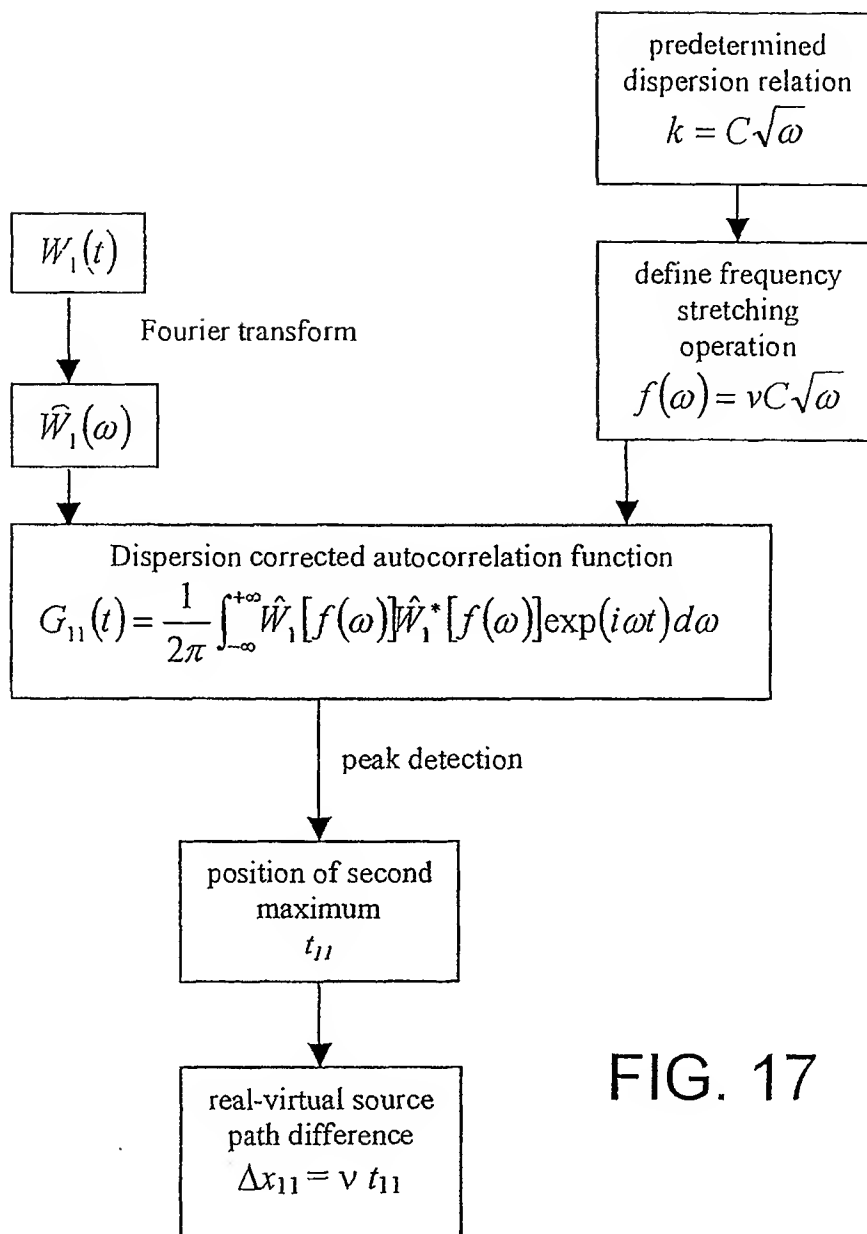 predetermined
dispersion relation
k = C√ω
W₁(t)
Fourier transform
define frequency
stretching
operation
f(ω) = νC√ω
Ŵ₁(ω)
Dispersion corrected autocorrelation function
G₁₁(t) = 1/2π ∫₋∞⁺∞ Ŵ₁[f(ω)]Ŵ₁*[f(ω)]exp(iωt)dω
peak detection
position of second
maximum
t₁₁
real-virtual source
path difference
Δx₁₁ = ν t₁₁
FIG. 17